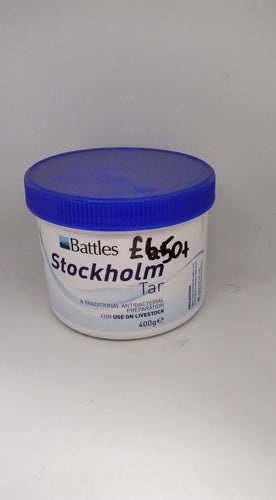 Battles
£6.50+
Stockholm
Tar
A TRADITIONAL ANTIBACTERIAL
PREPARATION
FOR USE ON LIVESTOCK
400g℮